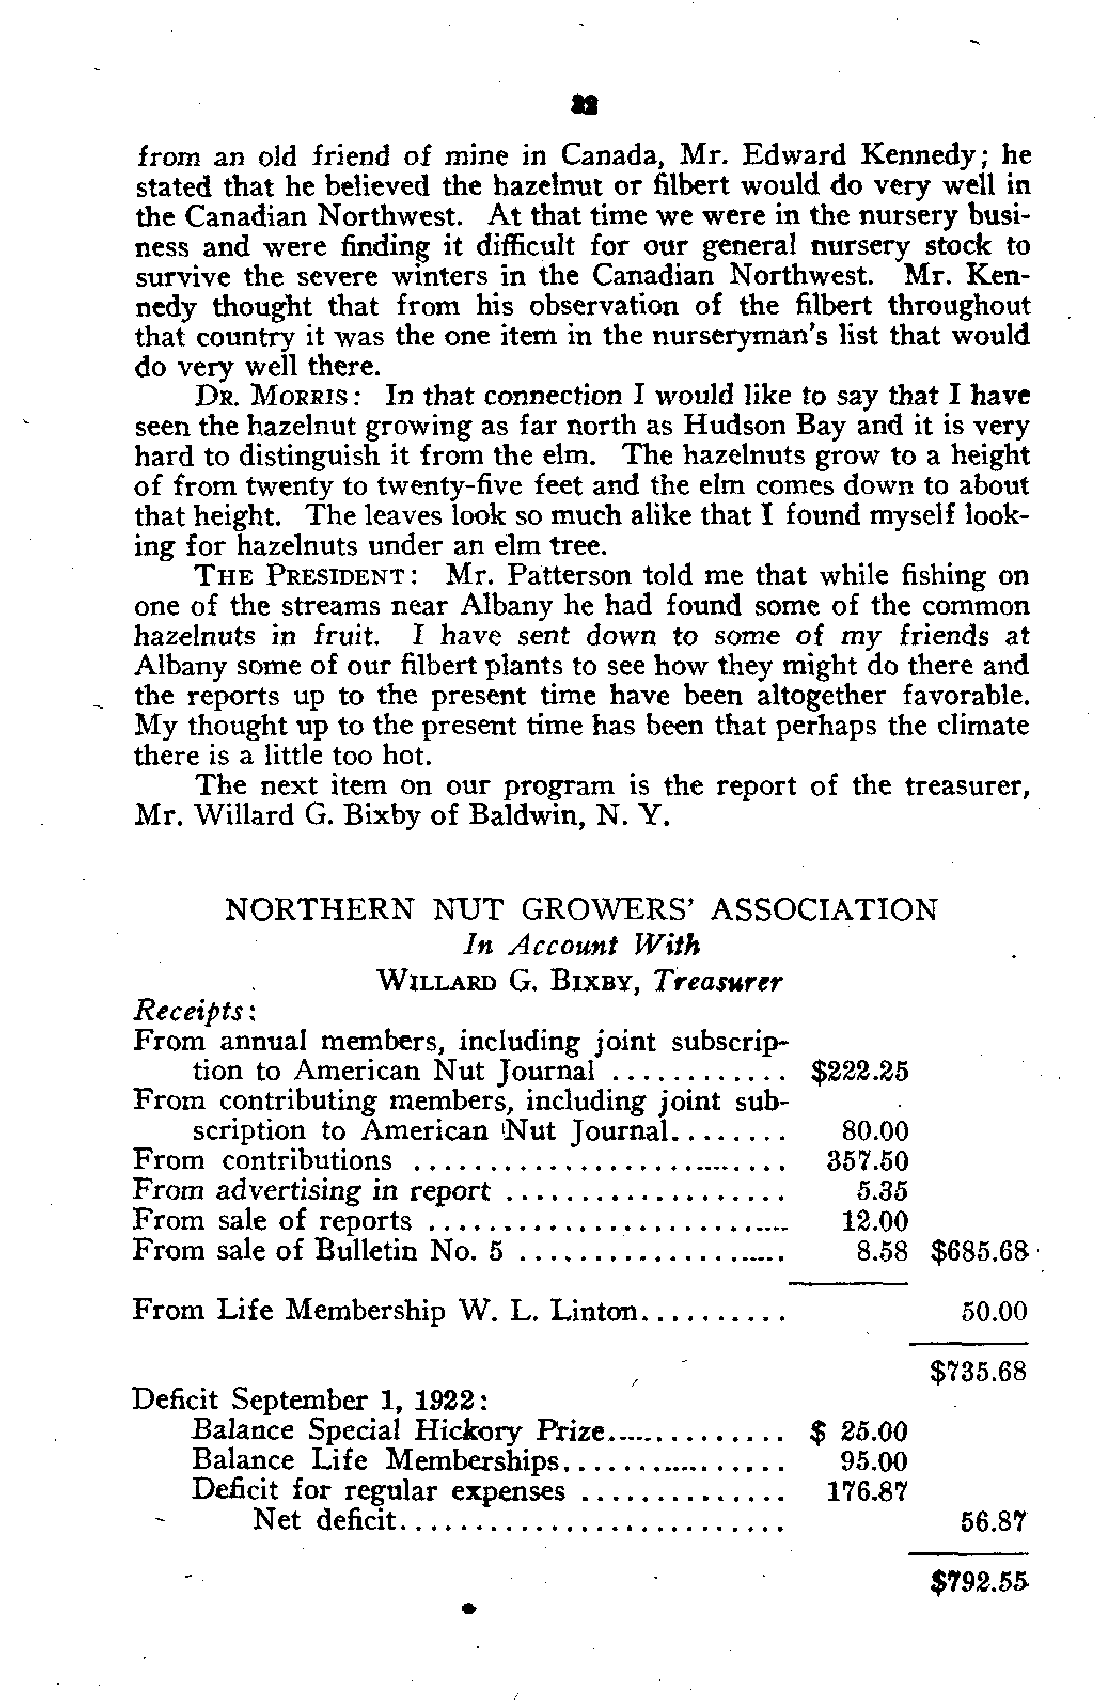 from an old friend of mine in Canada, Mr. Edward Kennedy; he
stated that he believed the hazelnut or filbert would do very well in
the Canadian Northwest. At that time we were in the nursery busi-
ness and were finding it difficult for our general nursery stock to
survive the severe winters in the Canadian Northwest. Mr. Ken-
nedy thought that from his observation of the filbert throughout
that country it was the one item in the nurseryman's list that would
do very well there.
DR. MORRIS: In that connection I would like to say that I have
seen the hazelnut growing as far north as Hudson Bay and it is very
hard to distinguish it from the elm. The hazelnuts grow to a height
of from twenty to twenty-five feet and the elm comes down to about
that height. The leaves look so much alike that I found myself look-
ing for hazelnuts under an elm tree.
THE PRESIDENT: Mr. Patterson told me that while fishing on
one of the streams near Albany he had found some of the common
hazelnuts in fruit. I have sent down to some of my friends at
Albany some of our filbert plants to see how they might do there and
the reports up to the present time have been altogether favorable.
My thought up to the present time has been that perhaps the climate
there is a little too hot.
The next item on our program is the report of the treasurer,
Mr. Willard G. Bixby of Baldwin, N. Y.
NORTHERN NUT GROWERS' ASSOCIATION
In Account With
WILLARD G. BIXBY, Treasurer
Receipts:
From annual members, including joint subscrip-
tion to American Nut Journal ............ $222.25
From contributing members, including joint sub-
scription to American Nut Journal........ 80.00
From contributions ......................... 357.50
From advertising in report ................... 5.35
From sale of reports ........................ 12.00
From sale of Bulletin No. 5 .................. 8.58 $685.68
From Life Membership W. L. Linton.......... 50.00
$735.68
Deficit September 1, 1922:
Balance Special Hickory Prize............ $ 25.00
Balance Life Memberships............... 95.00
Deficit for regular expenses .............. 176.87
Net deficit.......................... 56.87
$792.55